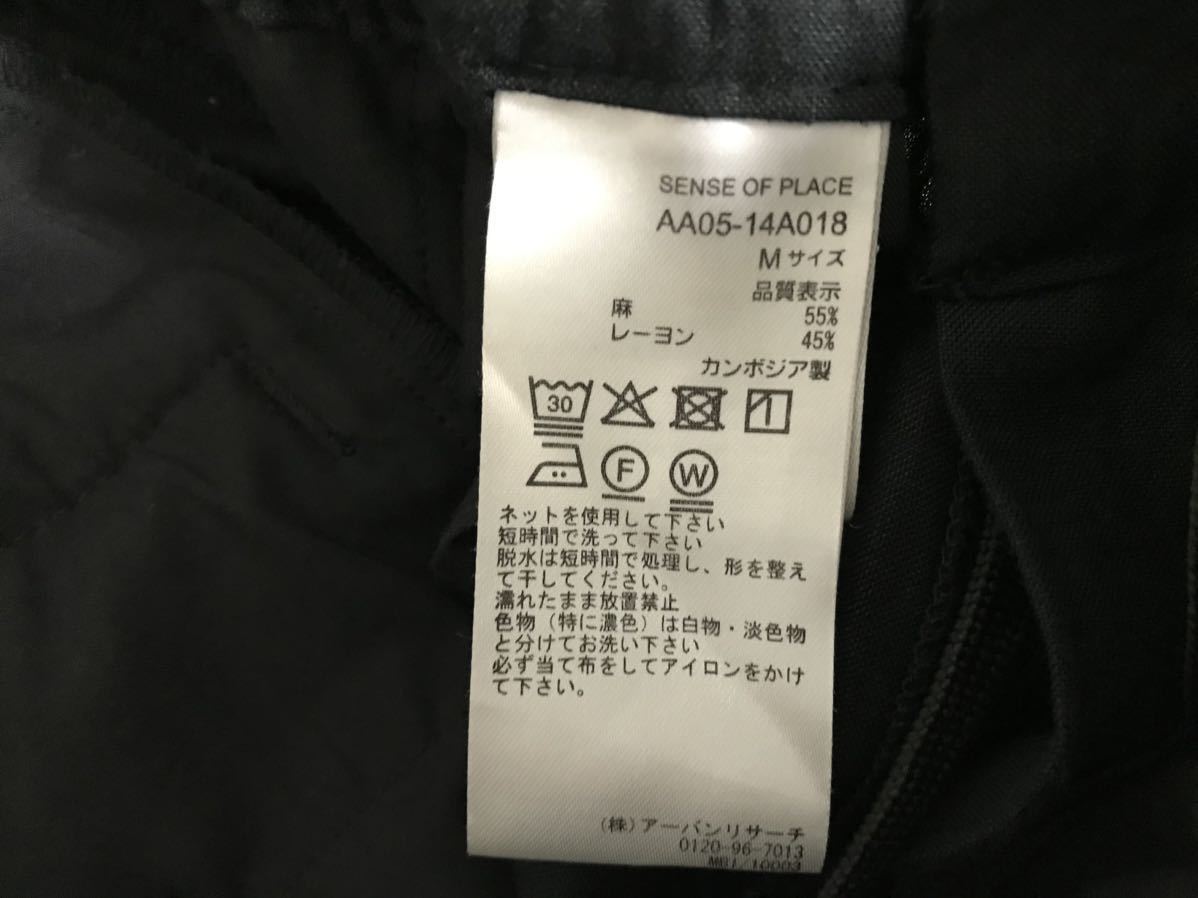 SENSE OF PLACE
AA05-14A018
Mサイズ
品質表示
麻 55%
レーヨン 45%
カンボジア製
30
F W
ネットを使用して下さい
短時間で洗って下さい
脱水は短時間で処理し、形を整え
て干してください。
濡れたまま放置禁止
色物（特に濃色）は白物・淡色物
と分けてお洗い下さい
必ず当て布をしてアイロンをかけ
て下さい。
(株)アーバンリサーチ
0120-96-7013